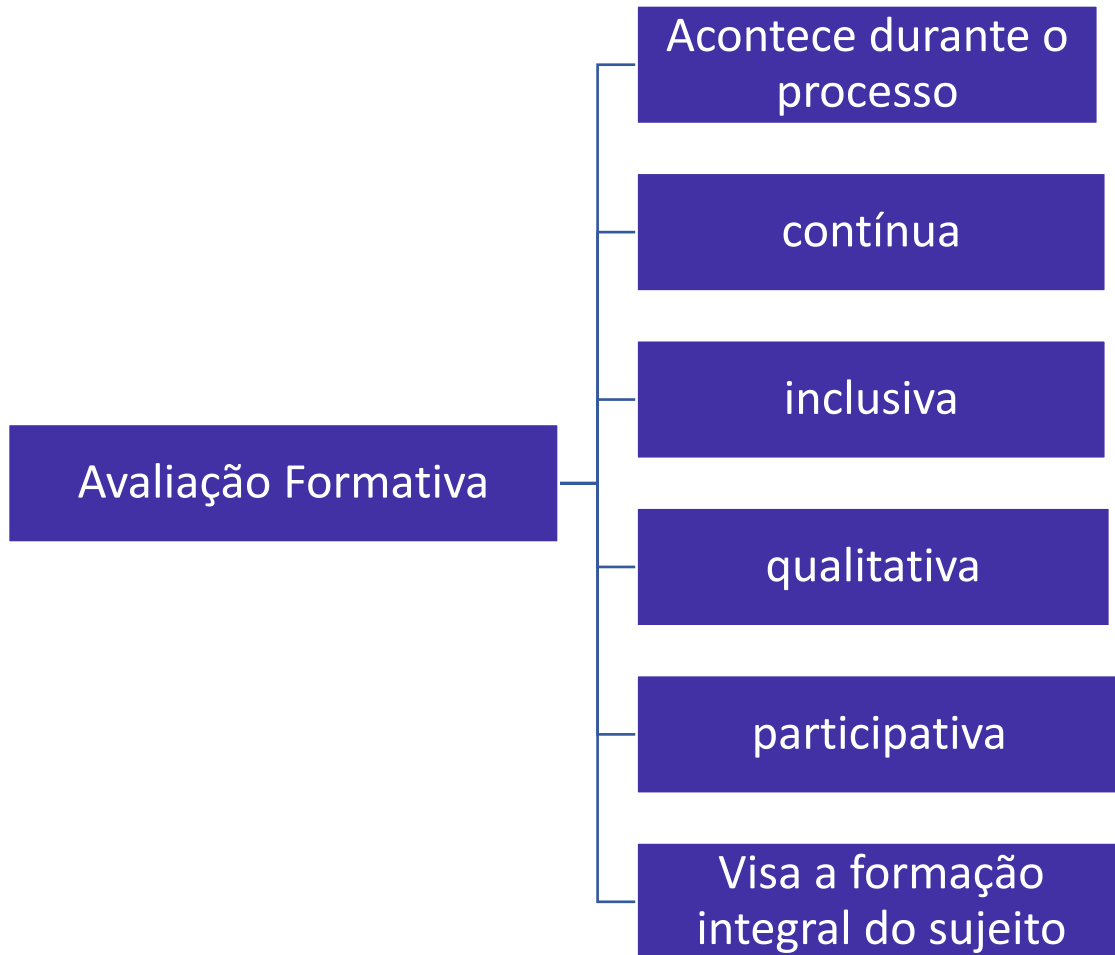 Acontece durante o
processo
contínua
inclusiva
Avaliação Formativa
qualitativa
participativa
Visa a formação
integral do sujeito